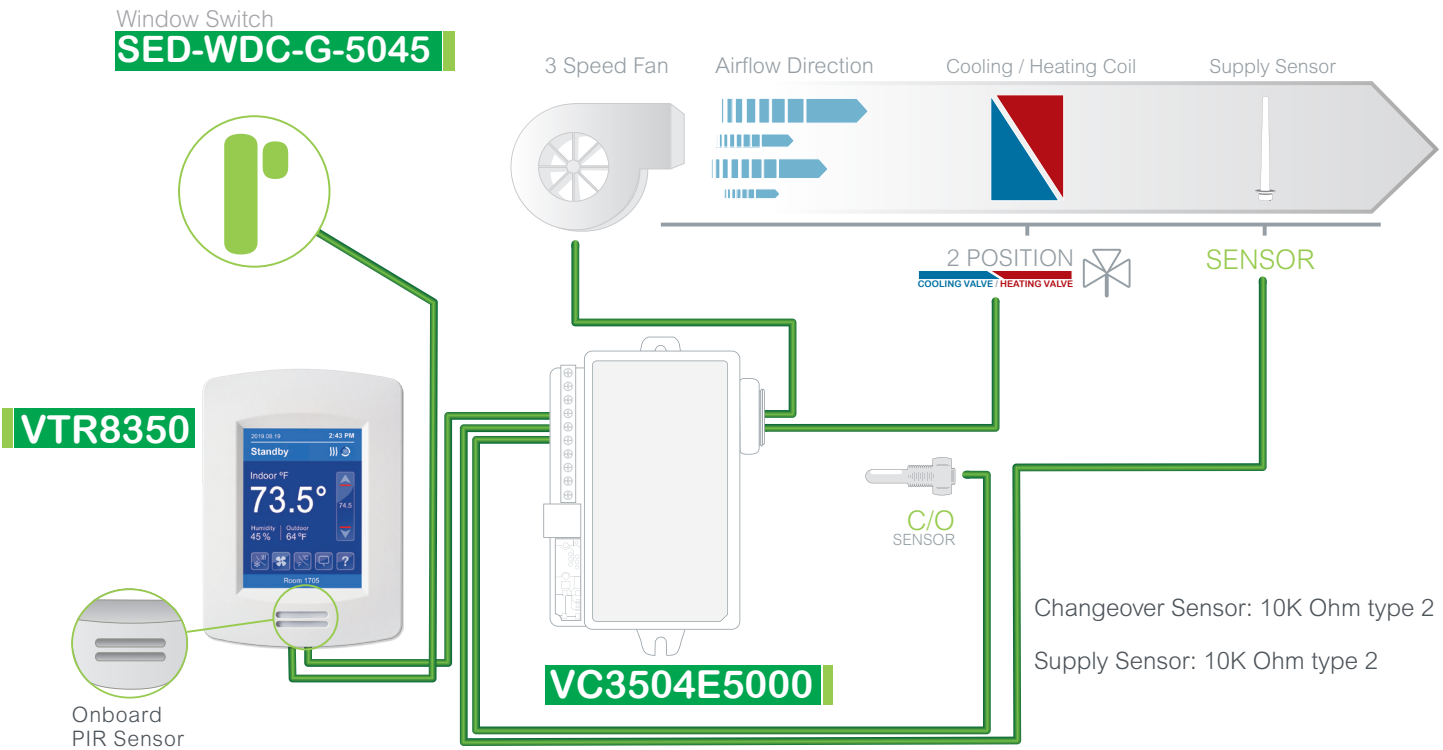 Window Switch
SED-WDC-G-5045
3 Speed Fan
Airflow Direction
Cooling / Heating Coil
Supply Sensor
2 POSITION
COOLING VALVE / HEATING VALVE
SENSOR
VTR8350
2019.08.19
2:43 PM
Standby
Indoor ºF
73.5°
74.5
Humidity
45 %
Outdoor
64 ºF
?
Room 1705
C/O
SENSOR
Changeover Sensor: 10K Ohm type 2
Supply Sensor: 10K Ohm type 2
VC3504E5000
Onboard
PIR Sensor